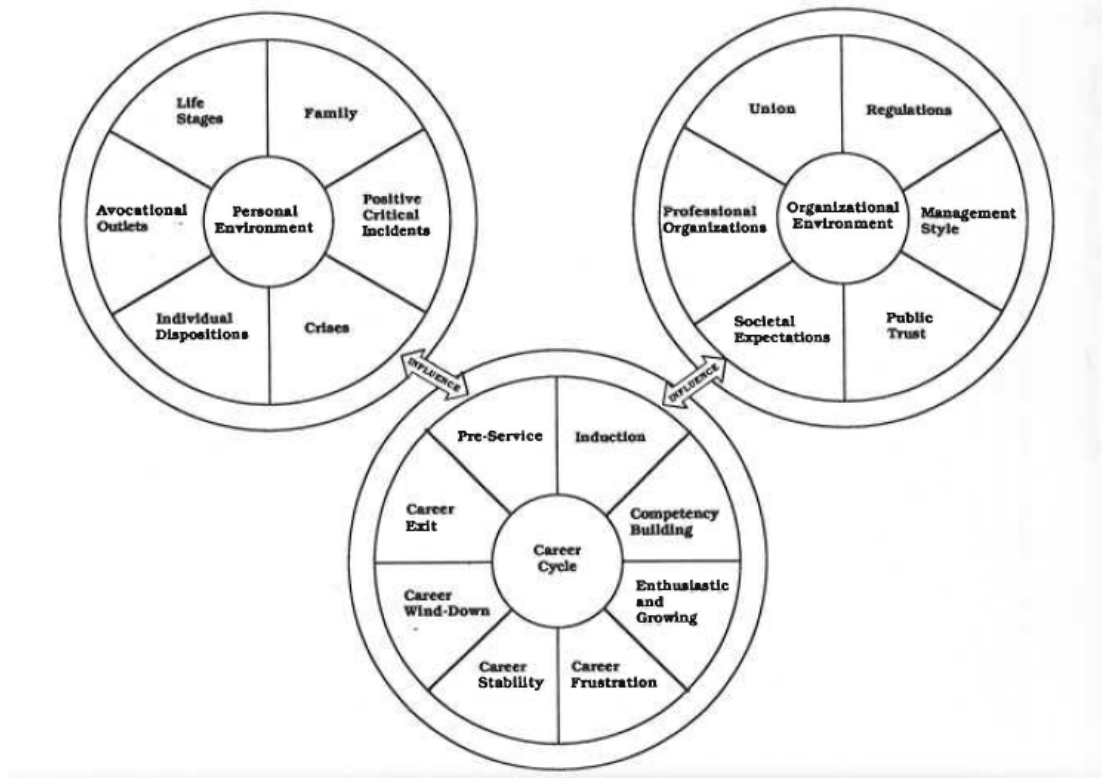 Life
Stages
Family
Avocational
Outlets
Personal
Environment
Positive
Critical
Incidents
Individual
Dispositions
Crises
Union
Regulations
Professional
Organizations
Organizational
Environment
Management
Style
Societal
Expectations
Public
Trust
INFLUENCE
INFLUENCE
Pre-Service
Induction
Career
Exit
Competency
Building
Career
Cycle
Career
Wind-Down
Enthusiastic
and
Growing
Career
Stability
Career
Frustration